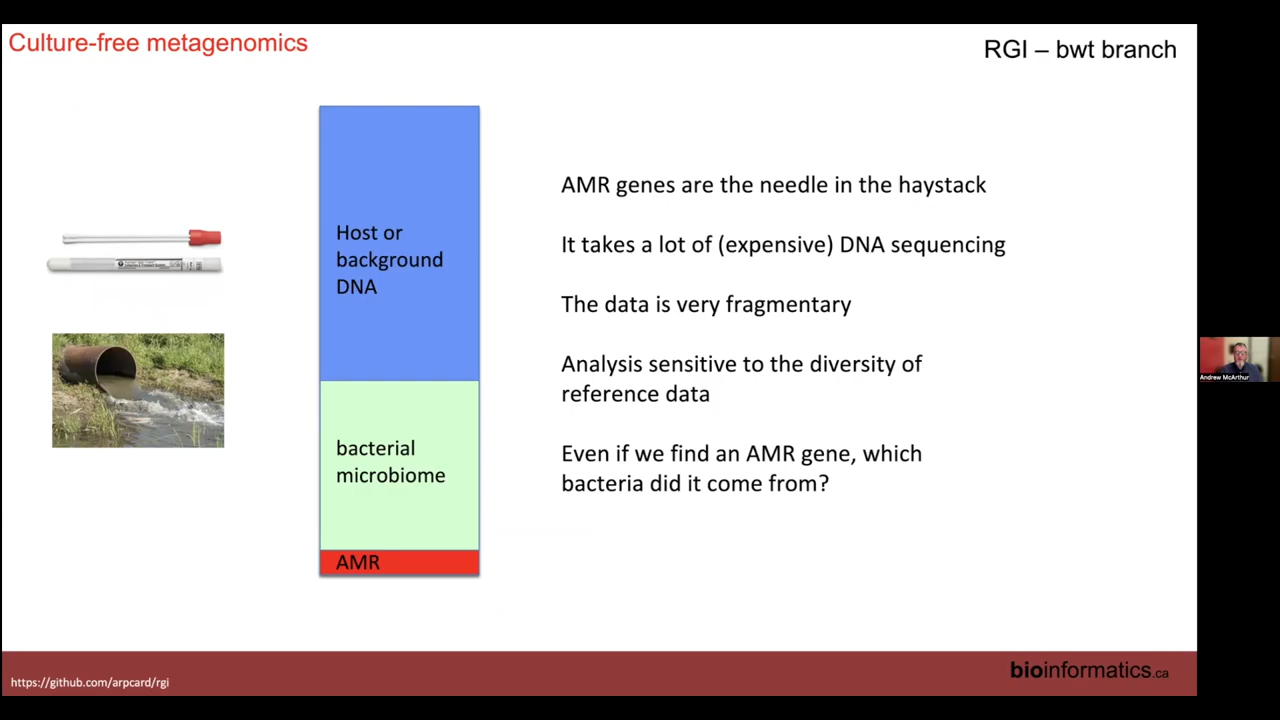 Culture-free metagenomics
RGI – bwt branch
Host or
background
DNA
bacterial
microbiome
AMR
AMR genes are the needle in the haystack
It takes a lot of (expensive) DNA sequencing
The data is very fragmentary
Analysis sensitive to the diversity of
reference data
Even if we find an AMR gene, which
bacteria did it come from?
Andrew McArthur
https://github.com/arpcard/rgi
bioinformatics.ca